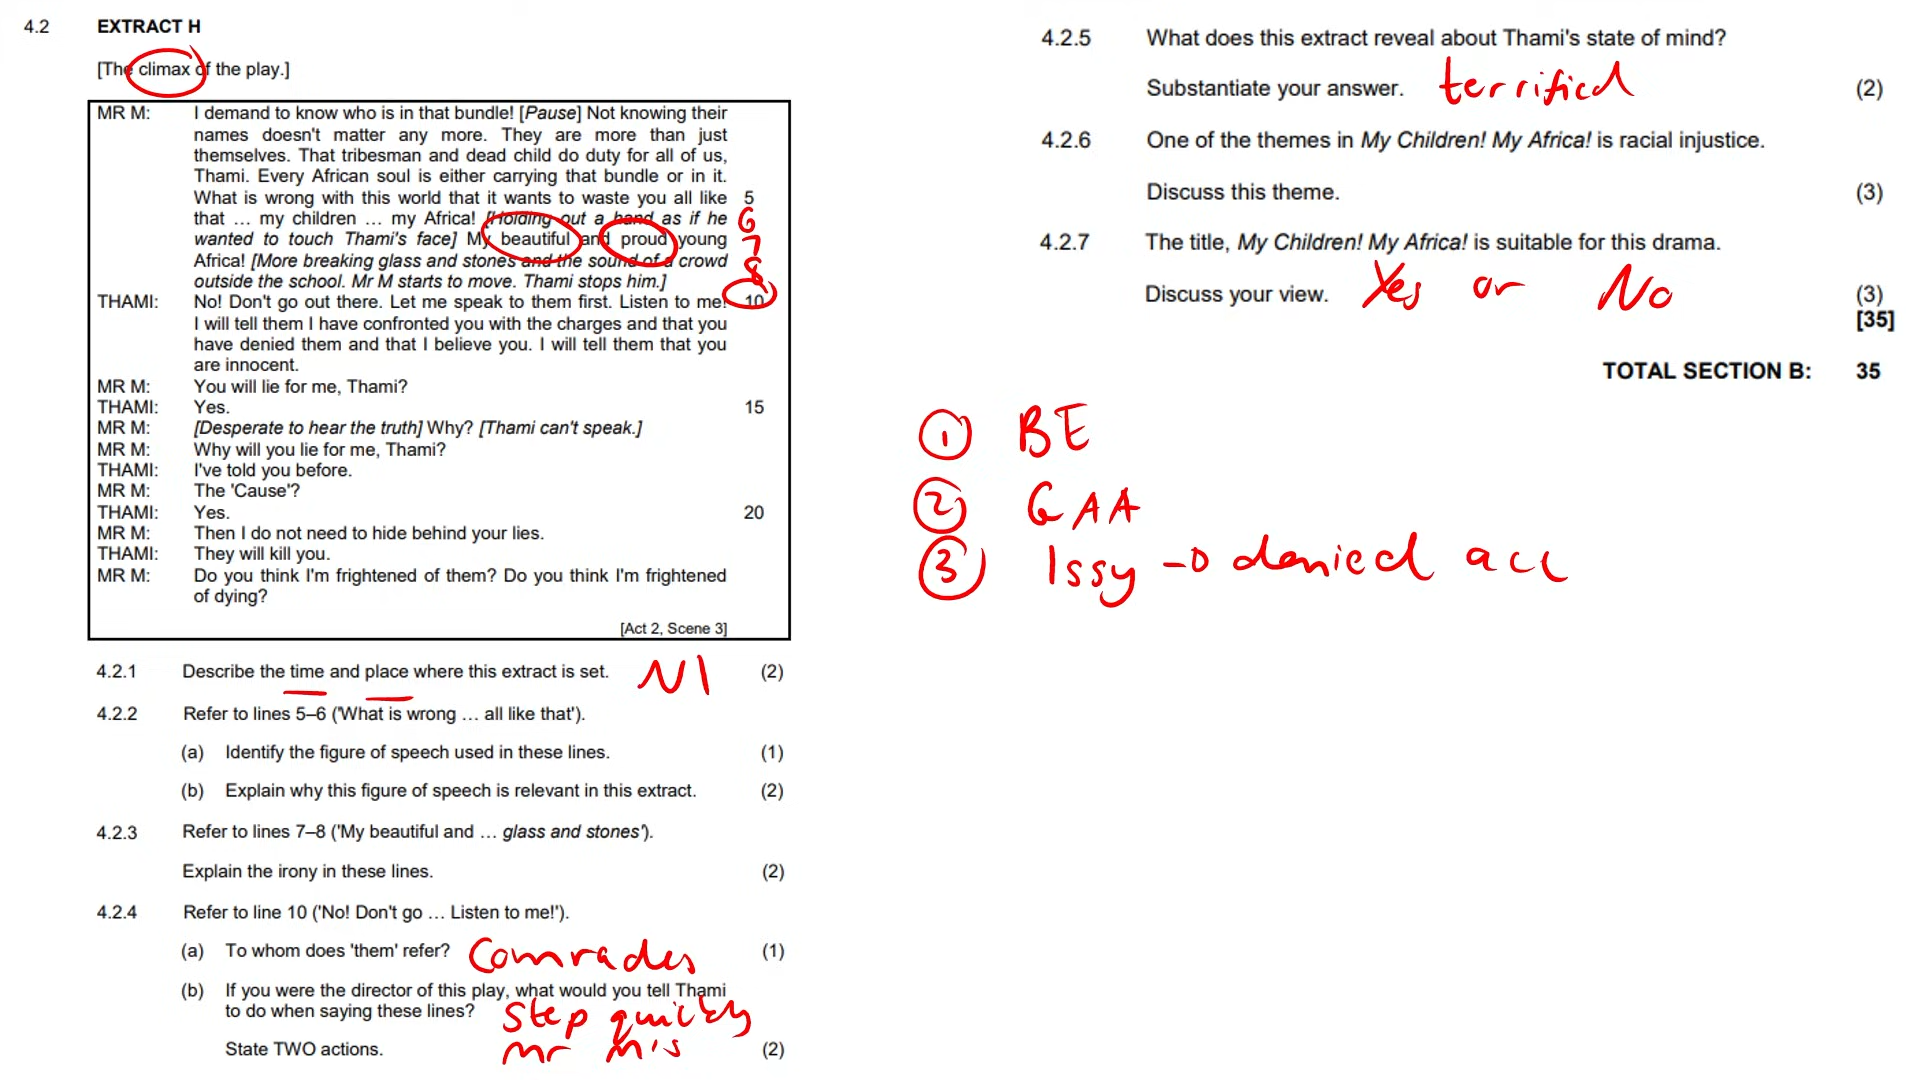 4.2 EXTRACT H
[The climax of the play.]
MR M: I demand to know who is in that bundle! [Pause] Not knowing their
names doesn't matter any more. They are more than just
themselves. That tribesman and dead child do duty for all of us,
Thami. Every African soul is either carrying that bundle or in it.
What is wrong with this world that it wants to waste you all like 5
that … my children … my Africa! [Holding out a hand as if he 6
wanted to touch Thami's face] My beautiful and proud young 7
Africa! [More breaking glass and stones and the sound of a crowd 8
outside the school. Mr M starts to move. Thami stops him.]
THAMI: No! Don't go out there. Let me speak to them first. Listen to me! 10
I will tell them I have confronted you with the charges and that you
have denied them and that I believe you. I will tell them that you
are innocent.
MR M: You will lie for me, Thami?
THAMI: Yes. 15
MR M: [Desperate to hear the truth] Why? [Thami can't speak.]
MR M: Why will you lie for me, Thami?
THAMI: I've told you before.
MR M: The 'Cause'?
THAMI: Yes. 20
MR M: Then I do not need to hide behind your lies.
THAMI: They will kill you.
MR M: Do you think I'm frightened of them? Do you think I'm frightened
of dying?
[Act 2, Scene 3]
4.2.1 Describe the time and place where this extract is set. N1 (2)
4.2.2 Refer to lines 5–6 ('What is wrong … all like that').
(a) Identify the figure of speech used in these lines. (1)
(b) Explain why this figure of speech is relevant in this extract. (2)
4.2.3 Refer to lines 7–8 ('My beautiful and … glass and stones').
Explain the irony in these lines. (2)
4.2.4 Refer to line 10 ('No! Don't go … Listen to me!').
(a) To whom does 'them' refer? Comrades (1)
(b) If you were the director of this play, what would you tell Thami
to do when saying these lines? Step quickly
State TWO actions. Mr M's (2)
4.2.5 What does this extract reveal about Thami's state of mind?
Substantiate your answer. terrified (2)
4.2.6 One of the themes in My Children! My Africa! is racial injustice.
Discuss this theme. (3)
4.2.7 The title, My Children! My Africa! is suitable for this drama.
Discuss your view. Yes or No (3)
[35]
TOTAL SECTION B: 35
1 BE
2 GAA
3 Issy → denied acc